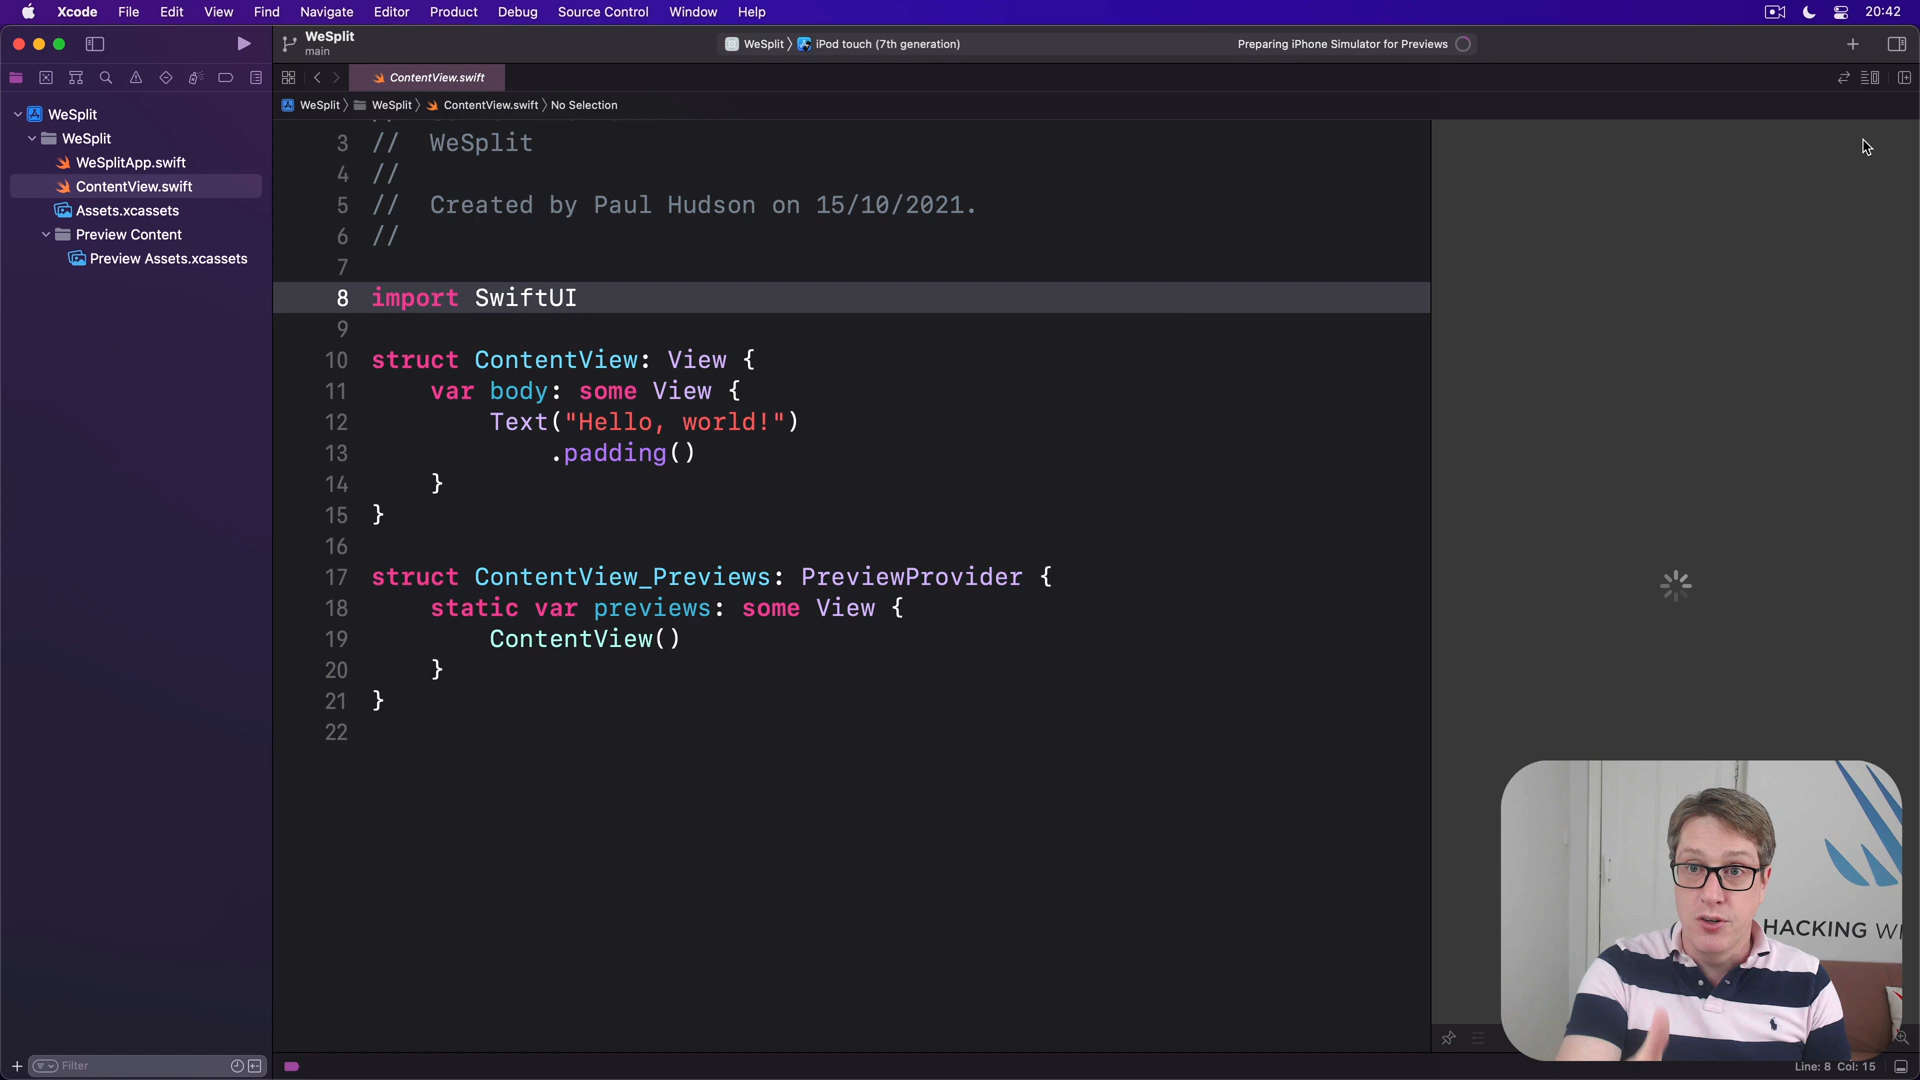 Xcode File Edit View Find Navigate Editor Product Debug Source Control Window Help 20:42
WeSplit
main
WeSplit iPod touch (7th generation)
Preparing iPhone Simulator for Previews
ContentView.swift
WeSplit WeSplit ContentView.swift No Selection
WeSplit
WeSplit
WeSplitApp.swift
ContentView.swift
Assets.xcassets
Preview Content
Preview Assets.xcassets
3 // WeSplit
4 //
5 // Created by Paul Hudson on 15/10/2021.
6 //
7
8 import SwiftUI
9
10 struct ContentView: View {
11 var body: some View {
12 Text("Hello, world!")
13 .padding()
14 }
15 }
16
17 struct ContentView_Previews: PreviewProvider {
18 static var previews: some View {
19 ContentView()
20 }
21 }
22
HACKING WI
Filter
Line: 8 Col: 15